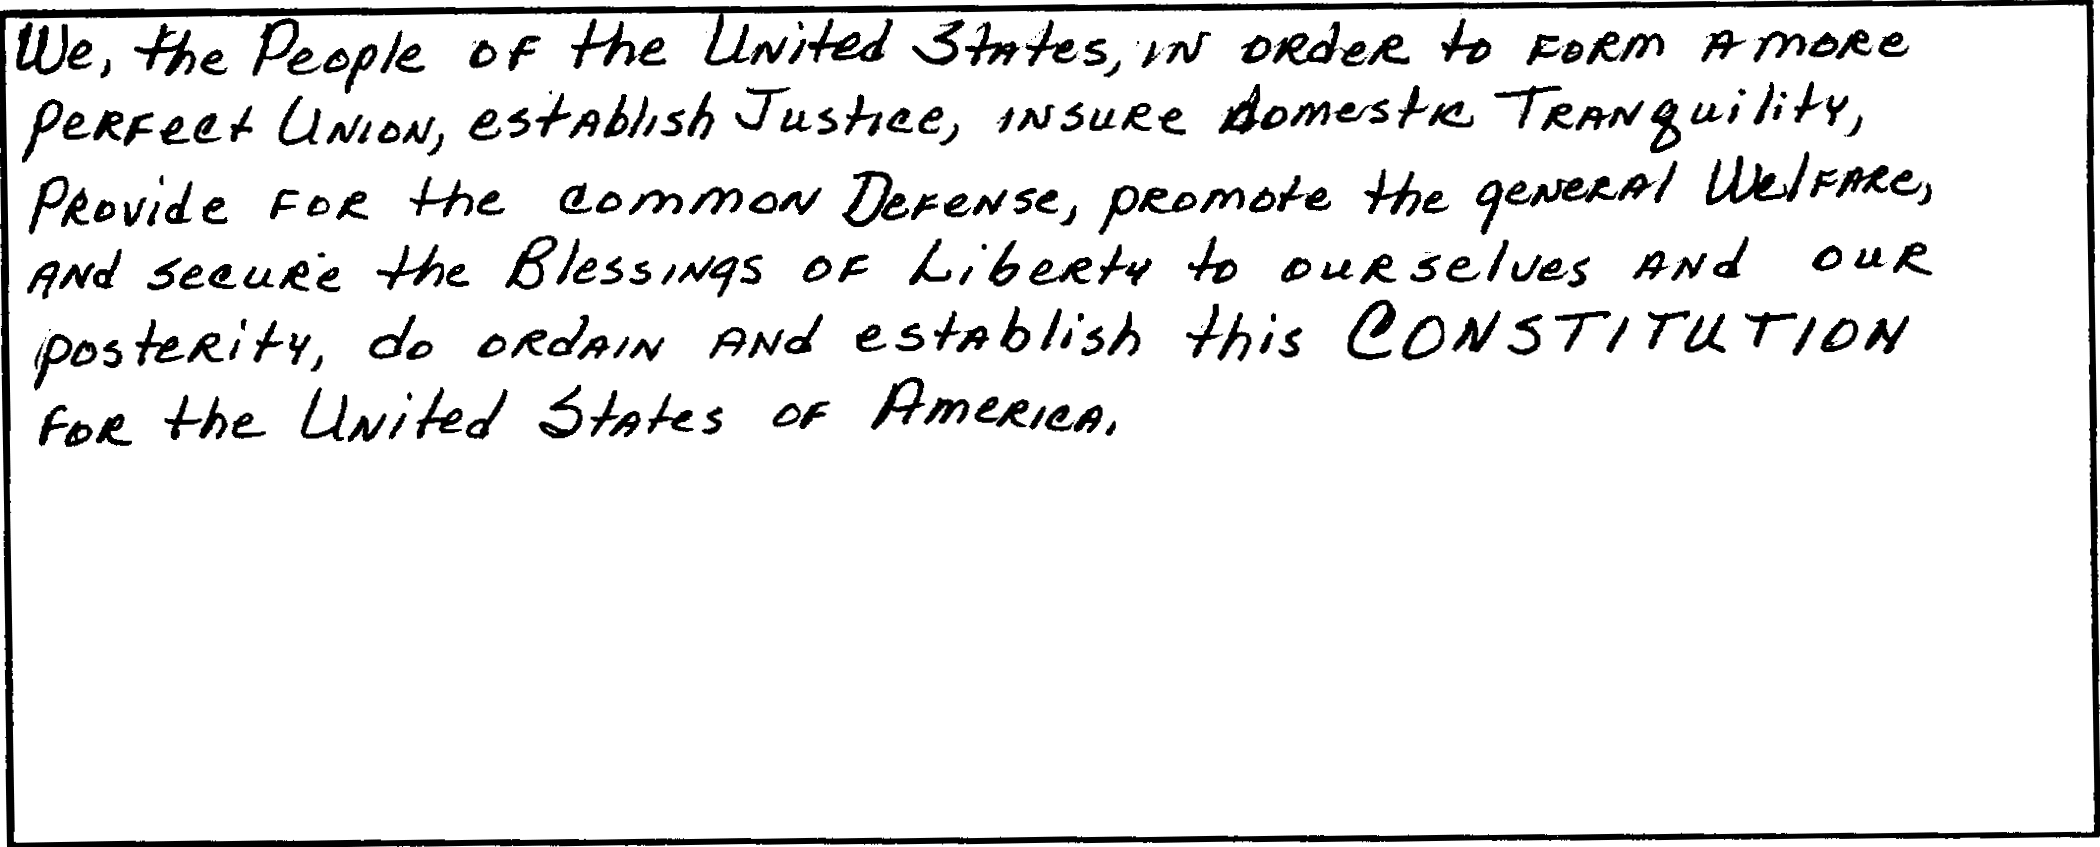 We, the People of the United States, in order to form a more
perfect Union, establish Justice, insure domestic Tranquility,
Provide for the common Defense, promote the general Welfare,
and secure the Blessings of Liberty to ourselves and our
posterity, do ordain and establish this CONSTITUTION
for the United States of America.